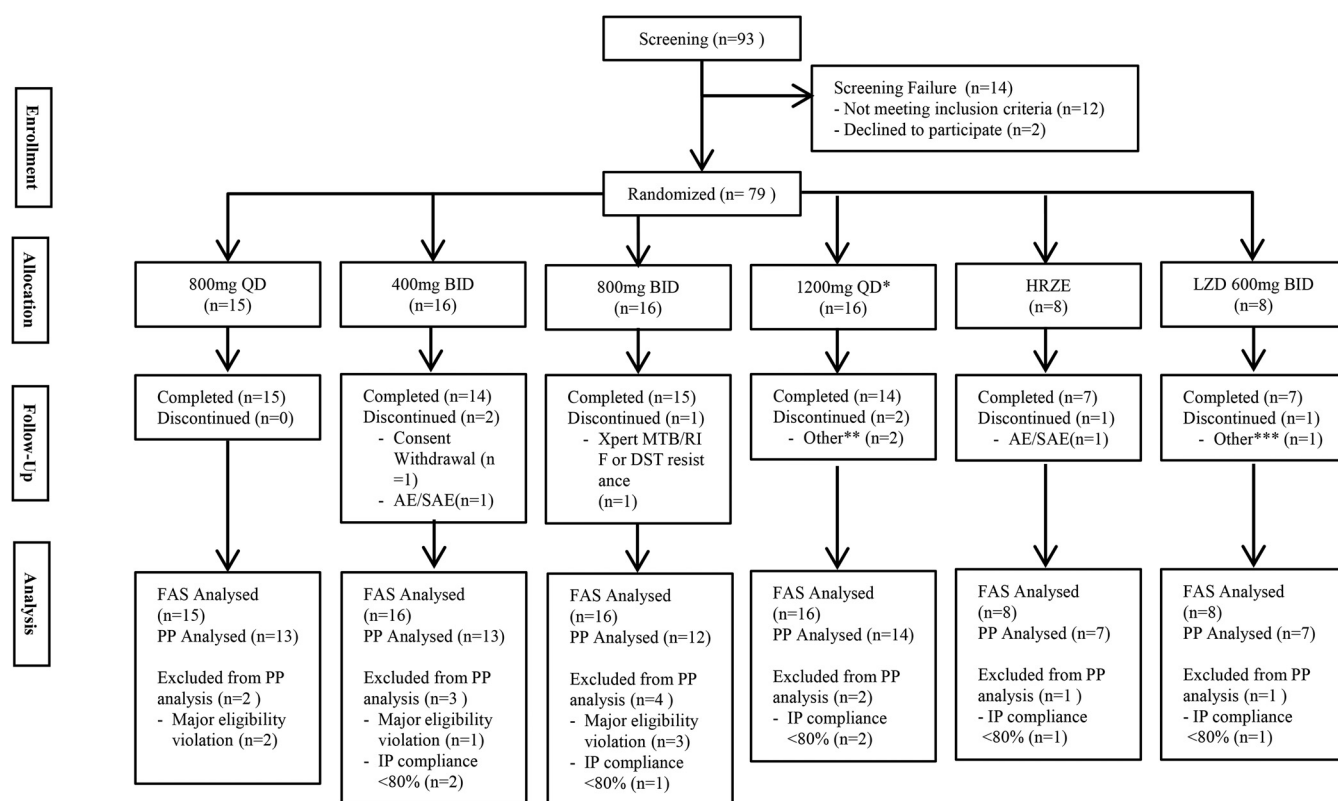 Screening (n=93 )
Screening Failure  (n=14)
- Not meeting inclusion criteria (n=12)
- Declined to participate (n=2)
Enrollment
Randomized (n= 79 )
Allocation
800mg QD
(n=15)
400mg BID
(n=16)
800mg BID
(n=16)
1200mg QD*
(n=16)
HRZE
(n=8)
LZD 600mg BID
(n=8)
Follow-Up
Completed (n=15)
Discontinued (n=0)
Completed (n=14)
Discontinued (n=2)
- Consent
Withdrawal (n
=1)
- AE/SAE(n=1)
Completed (n=15)
Discontinued (n=1)
- Xpert MTB/RI
F or DST resist
ance
(n=1)
Completed (n=14)
Discontinued (n=2)
- Other** (n=2)
Completed (n=7)
Discontinued (n=1)
- AE/SAE(n=1)
Completed (n=7)
Discontinued (n=1)
- Other*** (n=1)
Analysis
FAS Analysed
(n=15)
PP Analysed (n=13)
Excluded from PP
analysis (n=2 )
- Major eligibility
violation (n=2)
FAS Analysed
(n=16)
PP Analysed (n=13)
Excluded from PP
analysis (n=3 )
- Major eligibility
violation (n=1)
- IP compliance
<80% (n=2)
FAS Analysed
(n=16)
PP Analysed (n=12)
Excluded from PP
analysis (n=4 )
- Major eligibility
violation (n=3)
- IP compliance
<80% (n=1)
FAS Analysed
(n=16)
PP Analysed (n=14)
Excluded from PP
analysis (n=2)
- IP compliance
<80% (n=2)
FAS Analysed
(n=8)
PP Analysed (n=7)
Excluded from PP
analysis (n=1 )
- IP compliance
<80% (n=1)
FAS Analysed
(n=8)
PP Analysed (n=7)
Excluded from PP
analysis (n=1 )
- IP compliance
<80% (n=1)